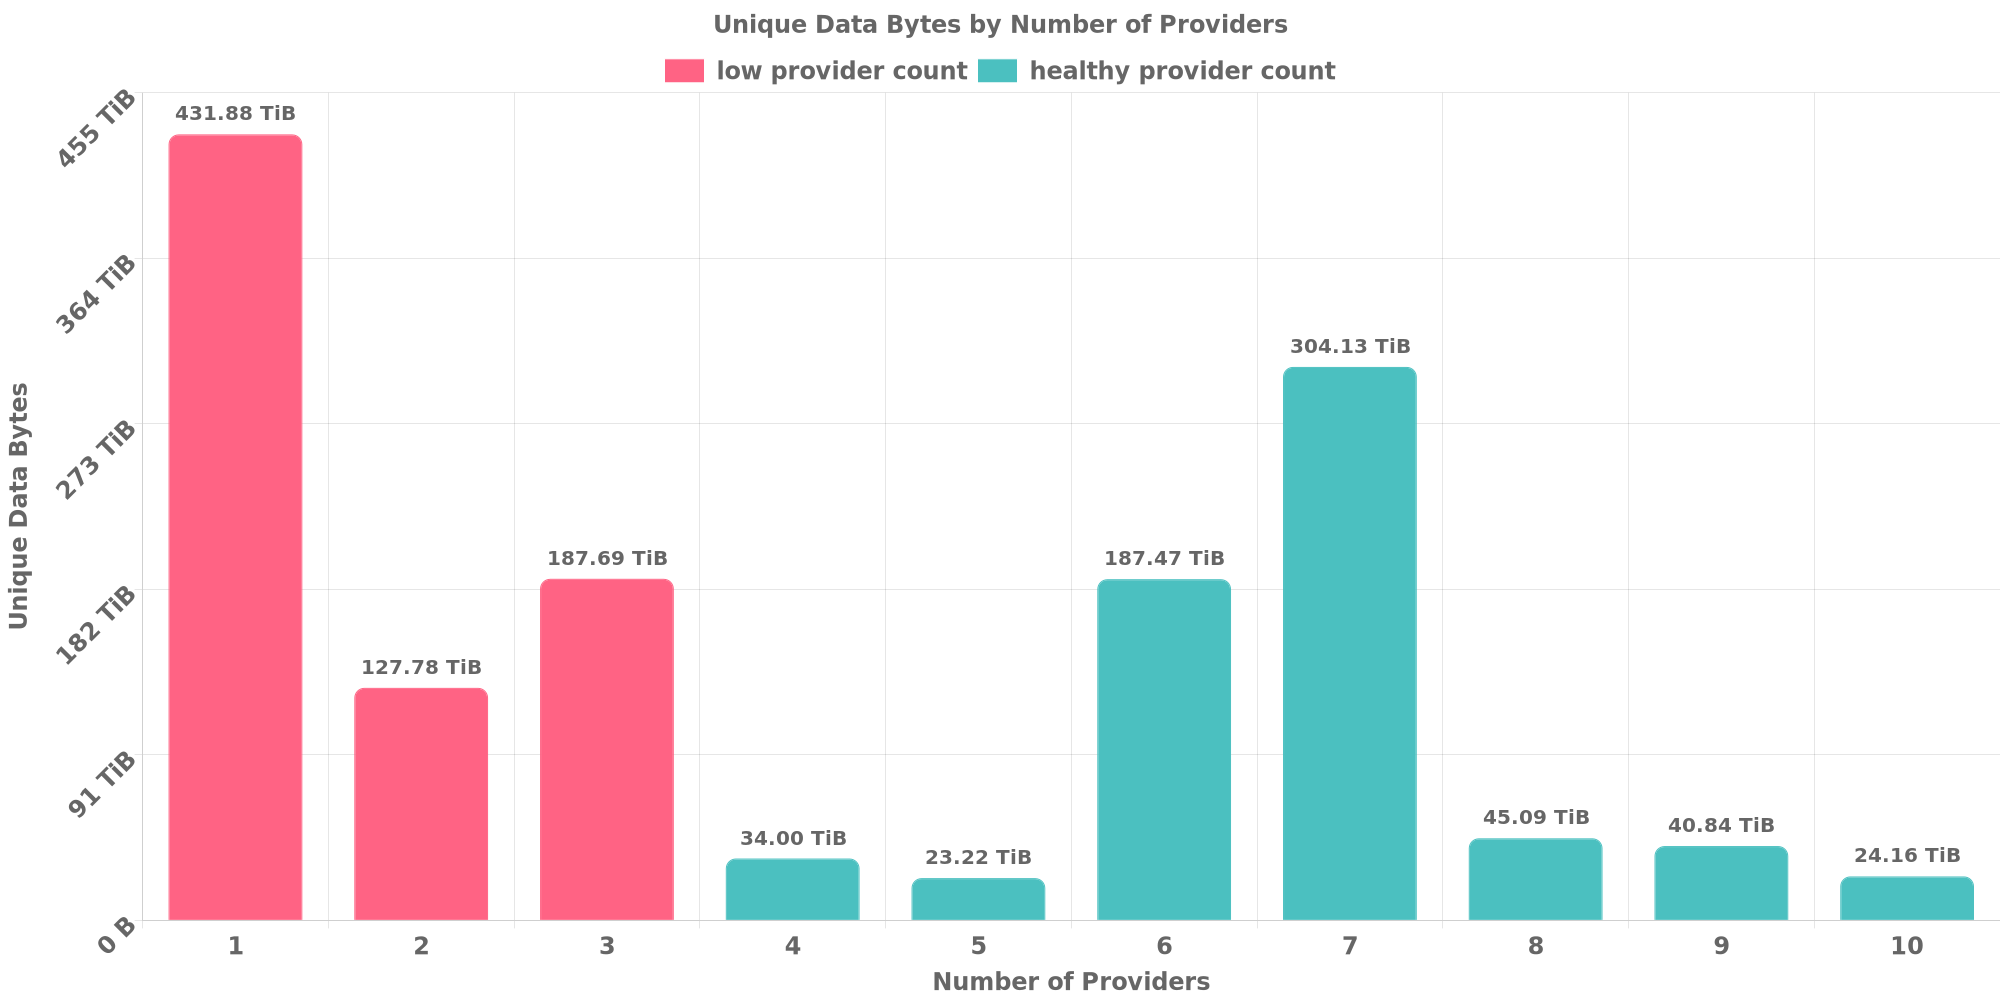 Unique Data Bytes by Number of Providers
low provider count healthy provider count
455 TiB
364 TiB
273 TiB
182 TiB
91 TiB
0 B
Unique Data Bytes
431.88 TiB
127.78 TiB
187.69 TiB
34.00 TiB
23.22 TiB
187.47 TiB
304.13 TiB
45.09 TiB
40.84 TiB
24.16 TiB
1 2 3 4 5 6 7 8 9 10
Number of Providers